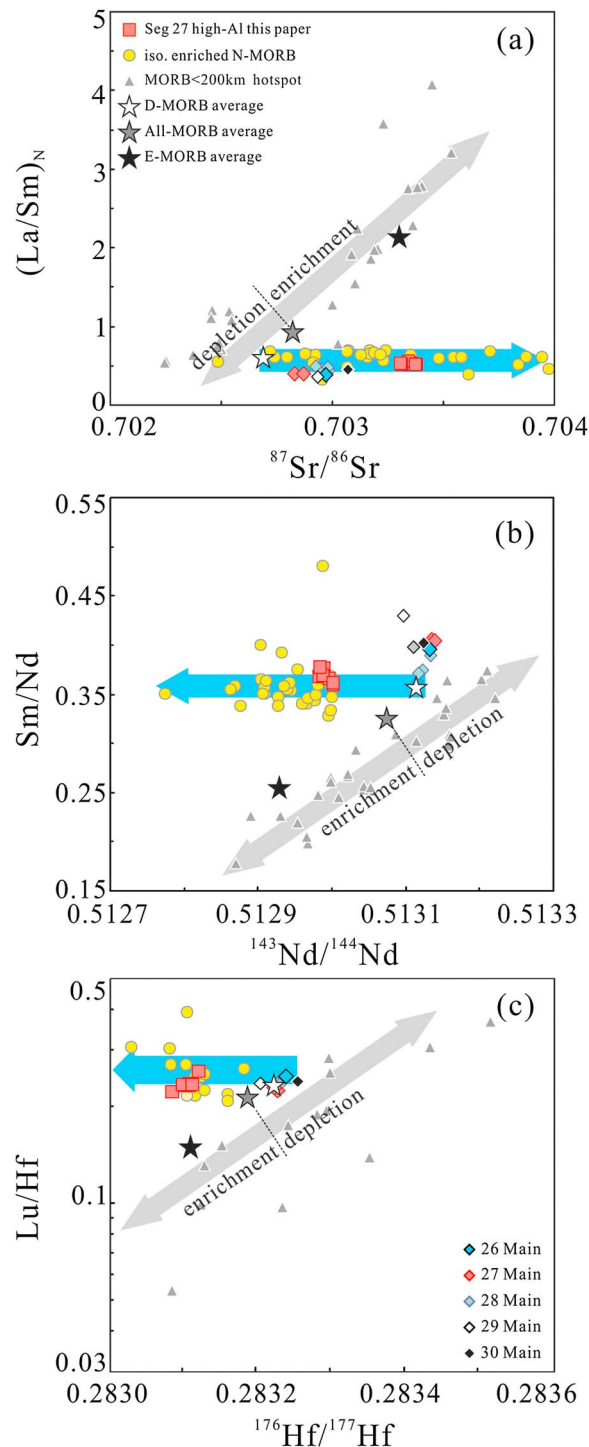 (a)
Seg 27 high-Al this paper
iso. enriched N-MORB
MORB<200km hotspot
D-MORB average
All-MORB average
E-MORB average
5
4
3
2
1
0
(La/Sm)N
depletion enrichment
0.702
0.703
0.704
87Sr/86Sr
(b)
0.55
0.45
0.35
0.25
0.15
Sm/Nd
enrichment depletion
0.5127
0.5129
0.5131
0.5133
143Nd/144Nd
(c)
0.5
0.1
0.03
Lu/Hf
enrichment depletion
26 Main
27 Main
28 Main
29 Main
30 Main
0.2830
0.2832
0.2834
0.2836
176Hf/177Hf